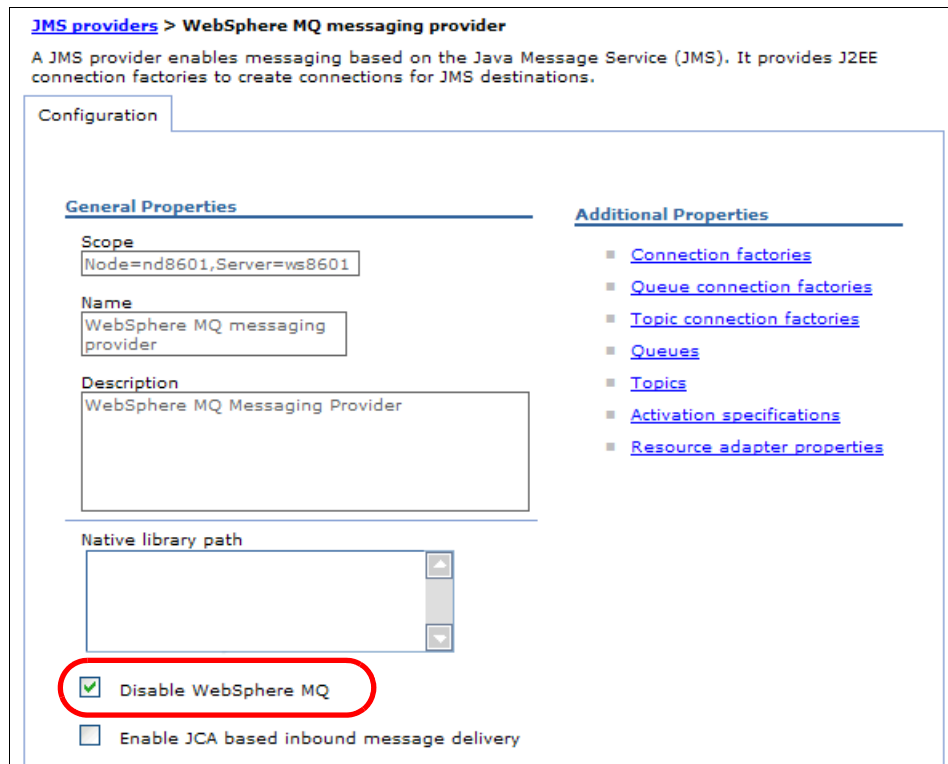 JMS providers > WebSphere MQ messaging provider
A JMS provider enables messaging based on the Java Message Service (JMS). It provides J2EE
connection factories to create connections for JMS destinations.
Configuration
General Properties
Scope
Node=nd8601,Server=ws8601
Name
WebSphere MQ messaging
provider
Description
WebSphere MQ Messaging Provider
Native library path
Disable WebSphere MQ
Enable JCA based inbound message delivery
Additional Properties
Connection factories
Queue connection factories
Topic connection factories
Queues
Topics
Activation specifications
Resource adapter properties